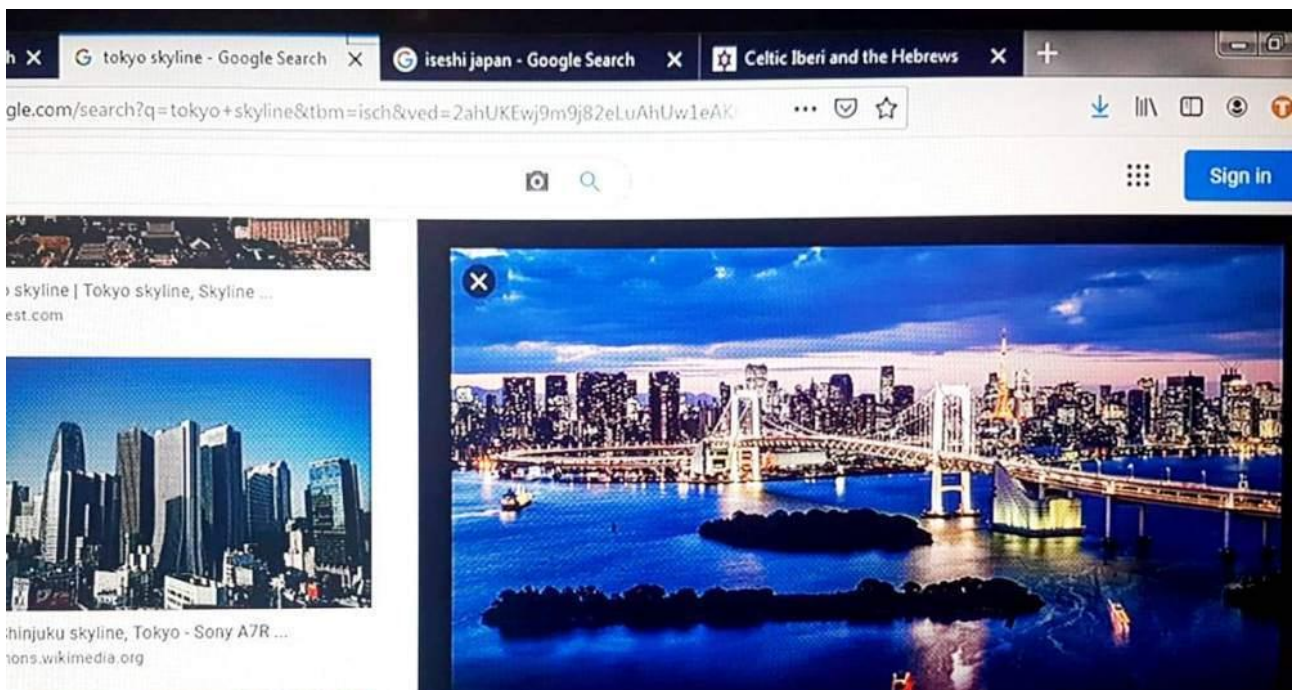 h tokyo skyline - Google Search iseshi japan - Google Search Celtic Iberi and the Hebrews
gle.com/search?q=tokyo+skyline&tbm=isch&ved=2ahUKEwj9m9j82eLuAhUw1eAK
Sign in
skyline | Tokyo skyline, Skyline ...
est.com
hinjuku skyline, Tokyo - Sony A7R ...
ons.wikimedia.org